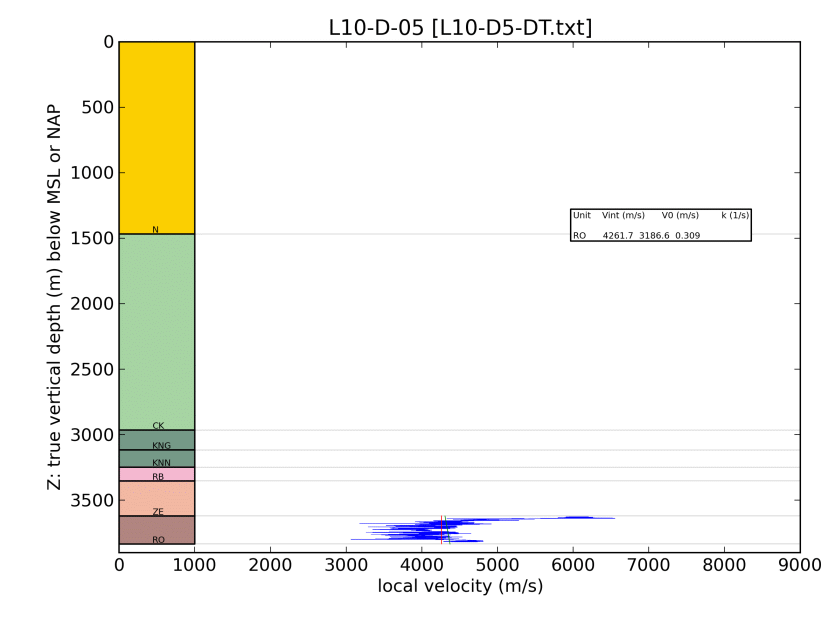 L10-D-05 [L10-D5-DT.txt]
0
500
1000
1500
2000
2500
3000
3500
Z: true vertical depth (m) below MSL or NAP
N
CK
KNG
KNN
RB
ZE
RO
Unit Vint (m/s) V0 (m/s) k (1/s)
RO 4261.7 3186.6 0.309
0 1000 2000 3000 4000 5000 6000 7000 8000 9000
local velocity (m/s)